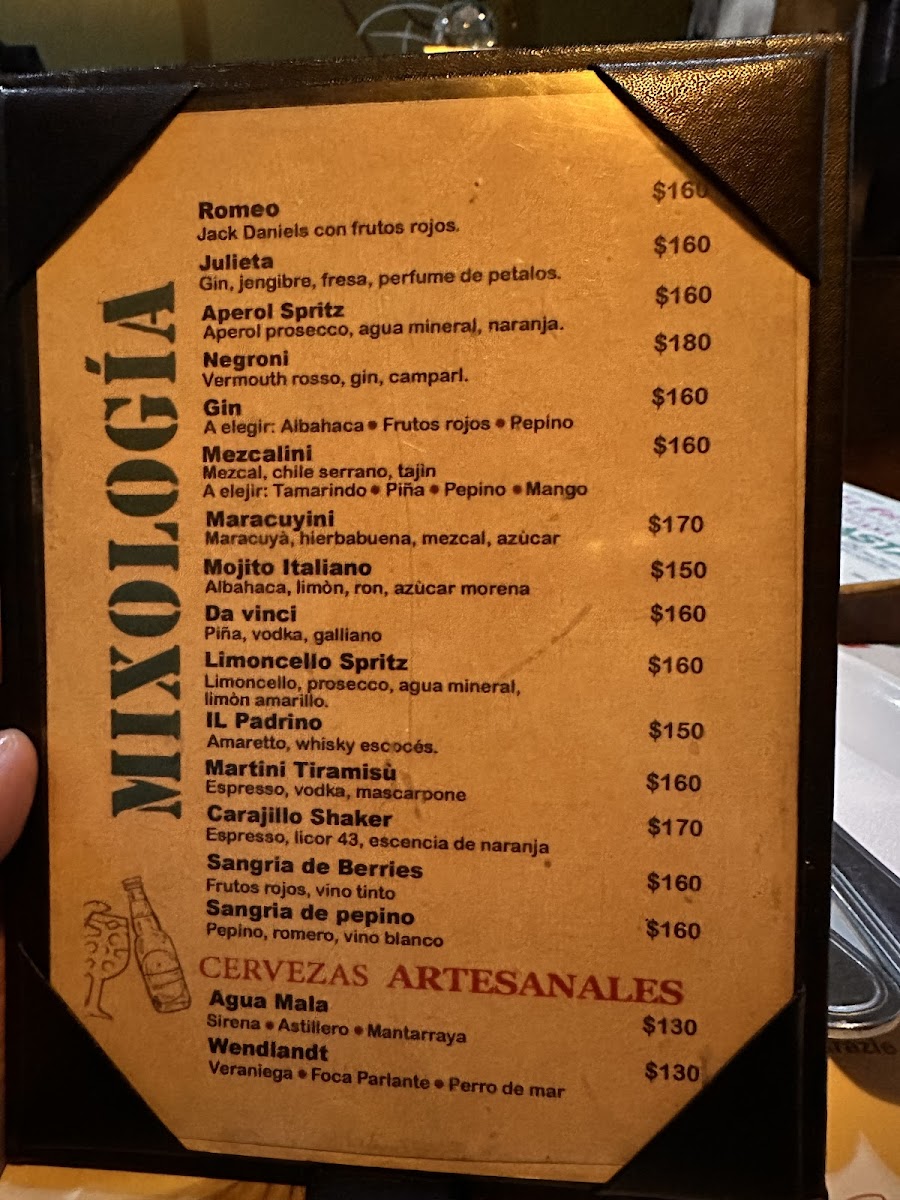 MIXOLOGÍA
Romeo $160
Jack Daniels con frutos rojos.
Julieta $160
Gin, jengibre, fresa, perfume de petalos.
Aperol Spritz $160
Aperol prosecco, agua mineral, naranja.
Negroni $180
Vermouth rosso, gin, camparl.
Gin $160
A elegir: Albahaca • Frutos rojos • Pepino
Mezcalini $160
Mezcal, chile serrano, tajìn
A elejir: Tamarindo • Piña • Pepino • Mango
Maracuyini $170
Maracuyà, hierbabuena, mezcal, azùcar
Mojito Italiano $150
Albahaca, limòn, ron, azùcar morena
Da vinci $160
Piña, vodka, galliano
Limoncello Spritz $160
Limoncello, prosecco, agua mineral,
limòn amarillo.
IL Padrino $150
Amaretto, whisky escocés.
Martini Tiramisù $160
Espresso, vodka, mascarpone
Carajillo Shaker $170
Espresso, licor 43, escencia de naranja
Sangria de Berries $160
Frutos rojos, vino tinto
Sangria de pepino $160
Pepino, romero, vino blanco
CERVEZAS ARTESANALES
Agua Mala $130
Sirena • Astillero • Mantarraya
Wendlandt $130
Veraniega • Foca Parlante • Perro de mar